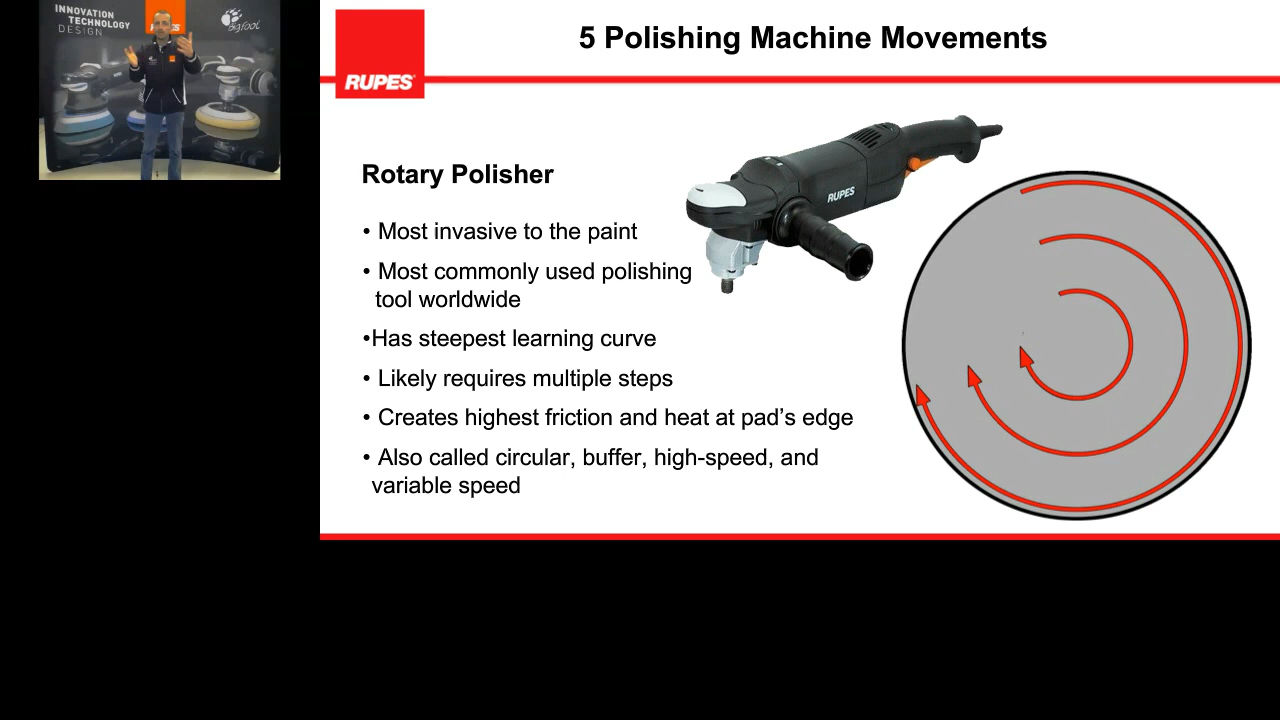 INNOVATION
TECHNOLOGY
DESIGN
RUPES
bigfoot
RUPES
5 Polishing Machine Movements
RUPES
Rotary Polisher
• Most invasive to the paint
• Most commonly used polishing
tool worldwide
•Has steepest learning curve
• Likely requires multiple steps
• Creates highest friction and heat at pad’s edge
• Also called circular, buffer, high-speed, and
variable speed